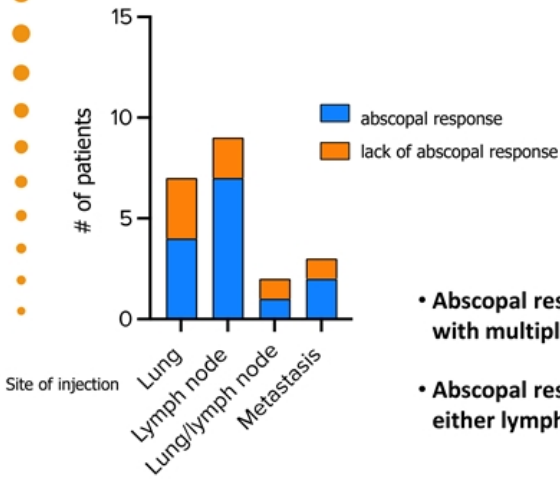 15
10
5
0
# of patients
abscopal response
lack of abscopal response
Site of injection
Lung
Lymph node
Lung/lymph node
Metastasis
• Abscopal res
with multipl
• Abscopal res
either lymph